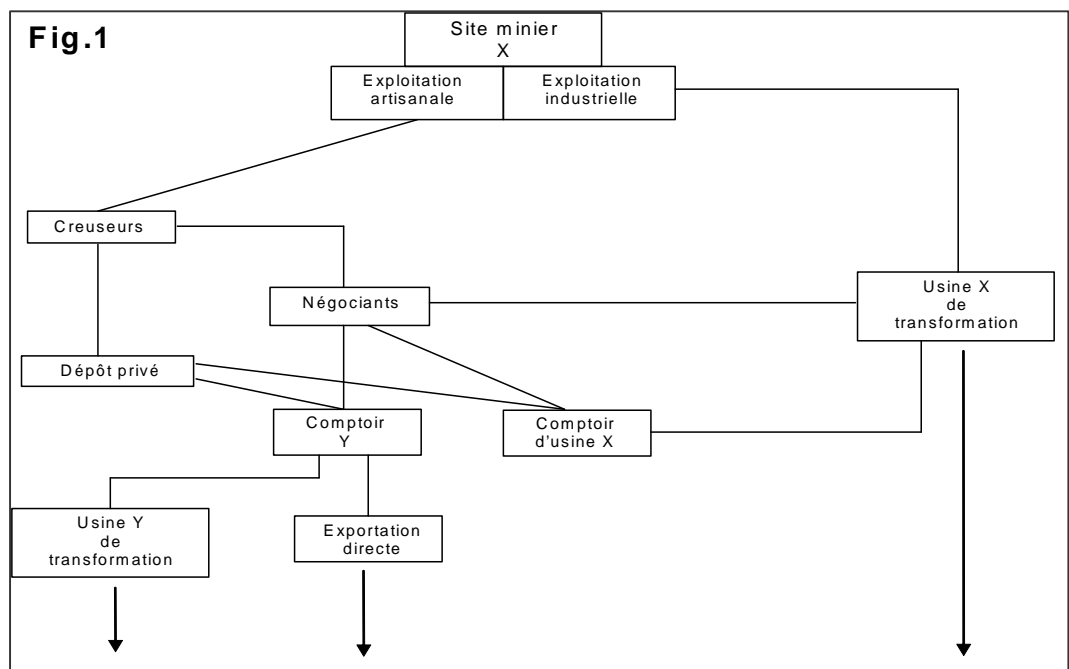 Fig.1
Site minier
X
Exploitation
artisanale
Exploitation
industrielle
Creuseurs
Négociants
Usine X
de
transformation
Dépôt privé
Comptoir
Y
Comptoir
d'usine X
Usine Y
de
transformation
Exportation
directe